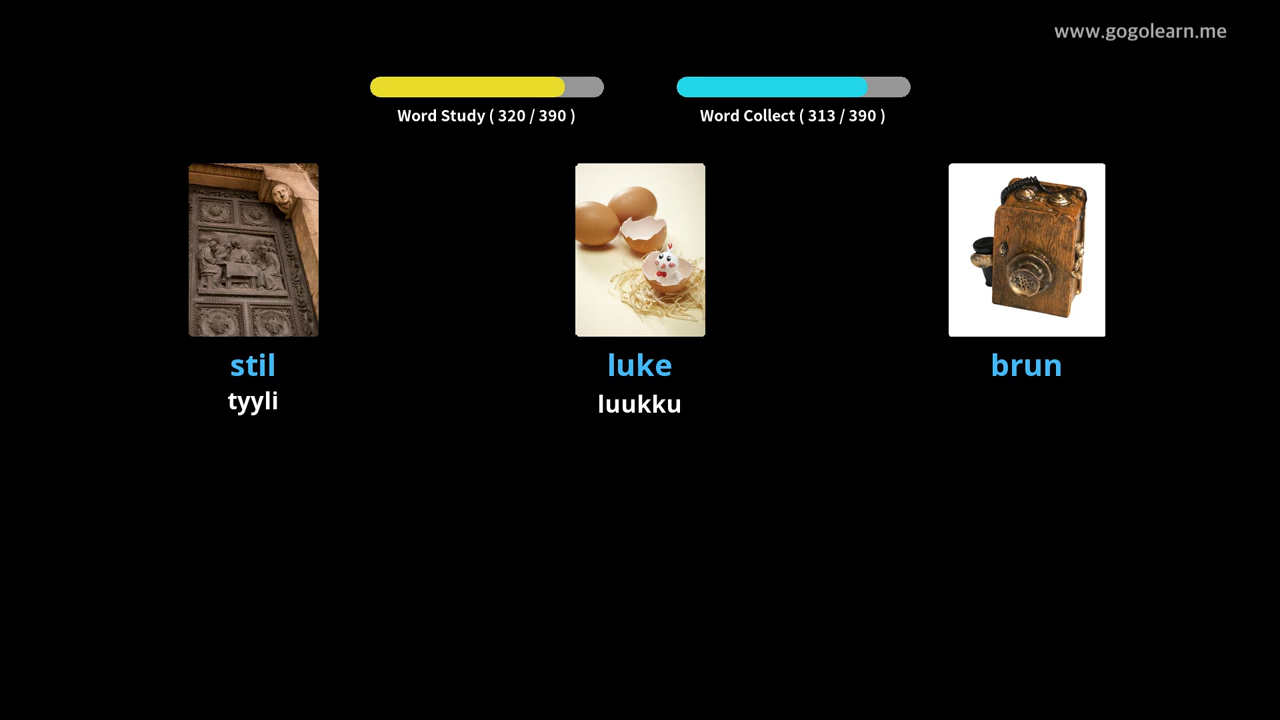 www.gogolearn.me
Word Study ( 320 / 390 )
Word Collect ( 313 / 390 )
stil
luke
brun
tyyli
luukku